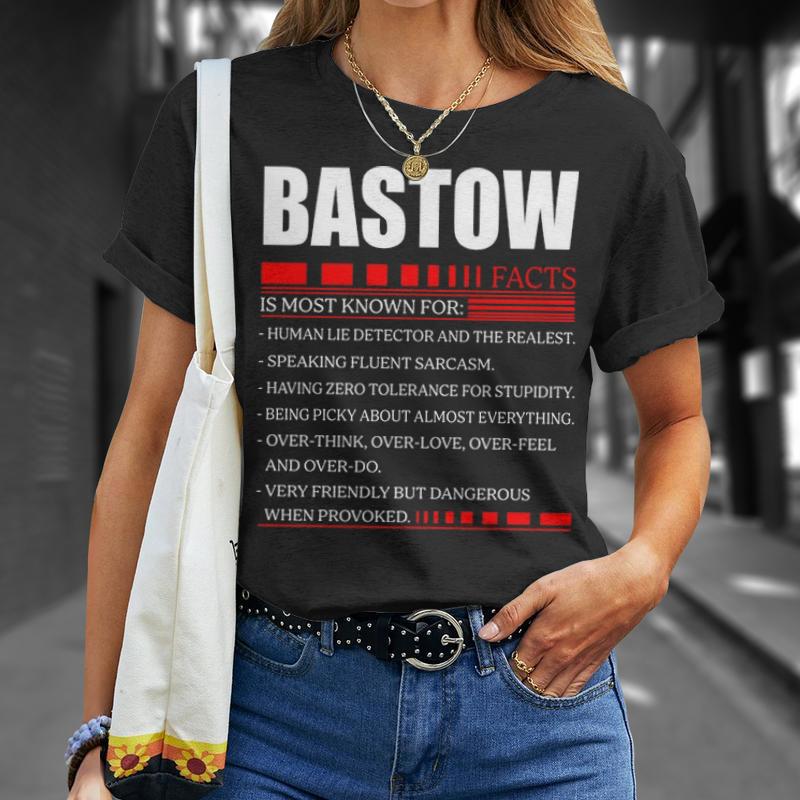 BASTOW
FACTS
IS MOST KNOWN FOR:
- HUMAN LIE DETECTOR AND THE REALEST.
- SPEAKING FLUENT SARCASM.
- HAVING ZERO TOLERANCE FOR STUPIDITY.
- BEING PICKY ABOUT ALMOST EVERYTHING.
- OVER-THINK, OVER-LOVE, OVER-FEEL
AND OVER-DO.
- VERY FRIENDLY BUT DANGEROUS
WHEN PROVOKED.